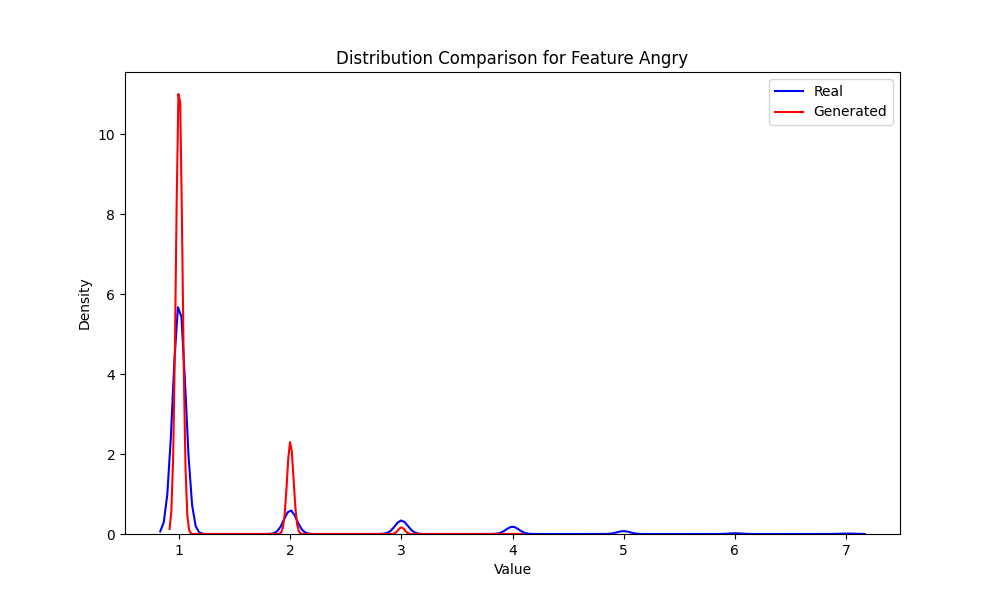 Distribution Comparison for Feature Angry
Real
Generated
10
8
6
4
2
0
Density
1 2 3 4 5 6 7
Value